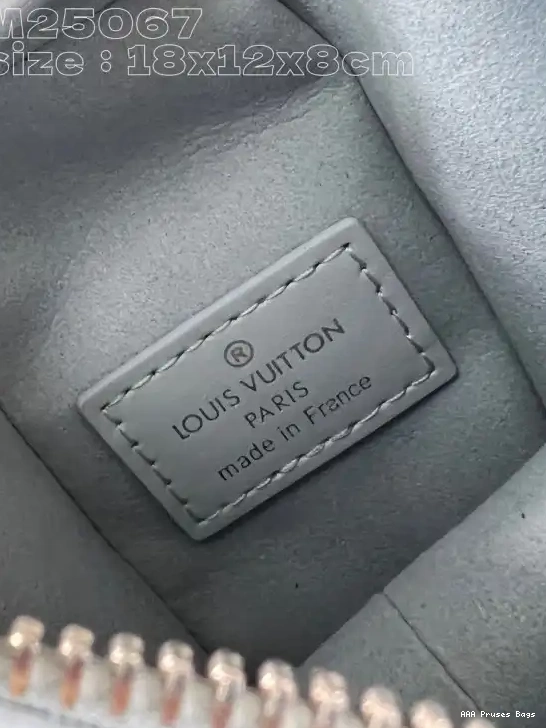 M25067
size : 18x12x8cm
®
LOUIS VUITTON
PARIS
made in France
AAA Pruses Bags